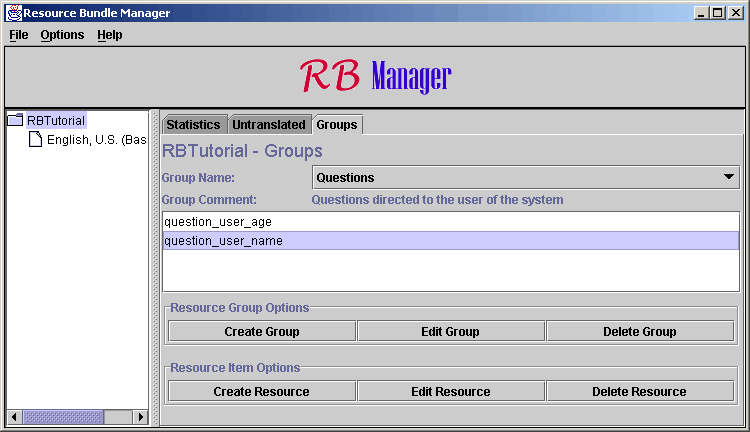 Resource Bundle Manager
File Options Help
RB Manager
RBTutorial
English, U.S. (Bas
Statistics Untranslated Groups
RBTutorial - Groups
Group Name: Questions
Group Comment: Questions directed to the user of the system
question_user_age
question_user_name
Resource Group Options
Create Group Edit Group Delete Group
Resource Item Options
Create Resource Edit Resource Delete Resource